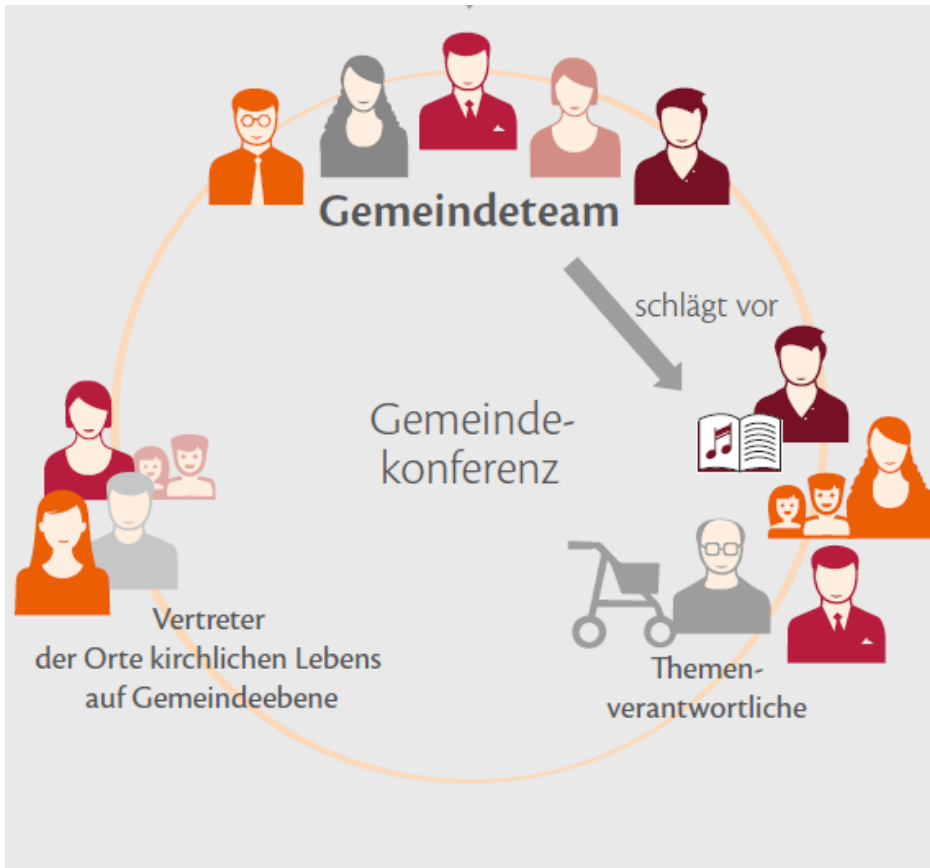 Gemeindeteam
schlägt vor
Gemeinde-
konferenz
Vertreter
der Orte kirchlichen Lebens
auf Gemeindeebene
Themen-
verantwortliche